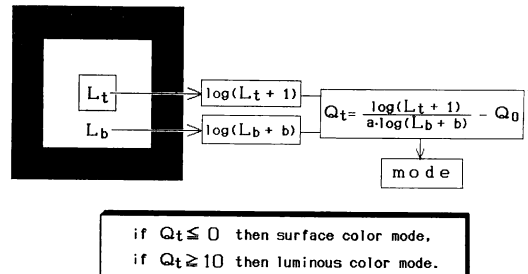 Lt
log(Lt + 1)
Lb
log(Lb + b)
Qt= log(Lt + 1) / a·log(Lb + b) - Q0
mode
if Qt≦ 0 then surface color mode,
if Qt≧ 10 then luminous color mode.